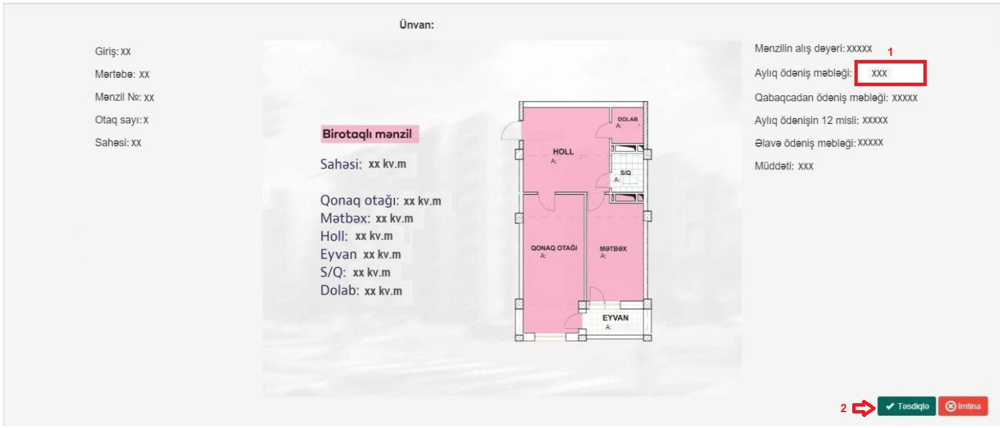 Ünvan:
Giriş: xx
Mərtəbə: xx
Mənzil №: xx
Otaq sayı: x
Sahəsi: xx
Birotaqlı mənzil
Sahəsi: xx kv.m
Qonaq otağı: xx kv.m
Mətbəx: xx kv.m
Holl: xx kv.m
Eyvan xx kv.m
S/Q: xx kv.m
Dolab: xx kv.m
DOLAB
A:
HOLL
A:
S/Q
A:
QONAQ OTAĞI
A:
MƏTBƏX
A:
EYVAN
A:
Mənzilin alış dəyəri: xxxxx
1
Aylıq ödəniş məbləği: xxx
Qabaqcadan ödəniş məbləği: xxxxx
Aylıq ödənişin 12 misli: xxxxx
Əlavə ödəniş məbləği: xxxxx
Müddəti: xxx
2
Təsdiqlə
İmtina